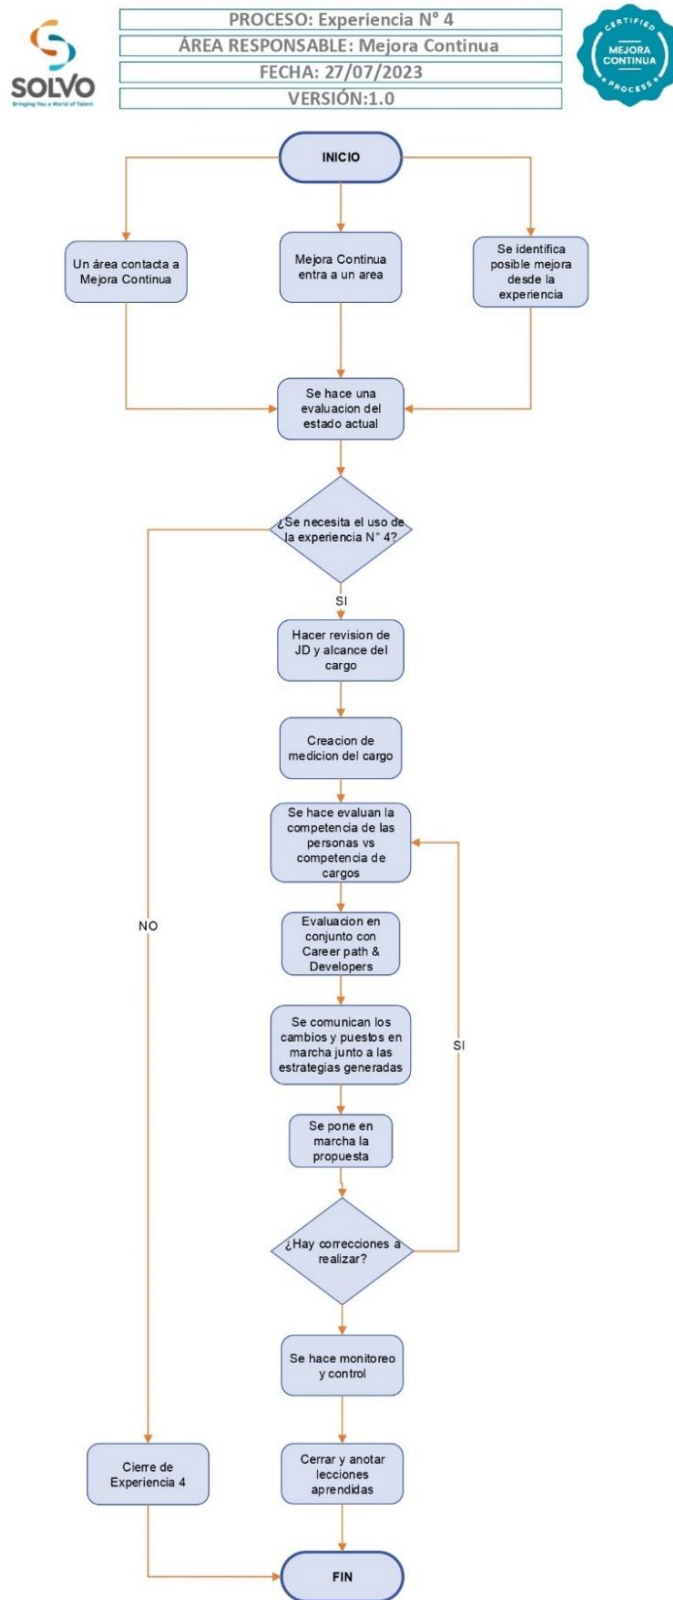 SOLVO
Bringing You a World of Talent
PROCESO: Experiencia N° 4
ÁREA RESPONSABLE: Mejora Continua
FECHA: 27/07/2023
VERSIÓN:1.0
CERTIFIED
MEJORA
CONTINUA
PROCESS
INICIO
Un área contacta a
Mejora Continua
Mejora Continua
entra a un area
Se identifica
posible mejora
desde la
experiencia
Se hace una
evaluacion del
estado actual
¿Se necesita el uso de
la experiencia N° 4?
SI
Hacer revision de
JD y alcance del
cargo
Creacion de
medicion del cargo
Se hace evaluan la
competencia de las
personas vs
competencia de
cargos
NO
Evaluacion en
conjunto con
Career path &
Developers
Se comunican los
cambios y puestos en
marcha junto a las
estrategias generadas
SI
Se pone en
marcha la
propuesta
¿Hay correcciones a
realizar?
Se hace monitoreo
y control
Cierre de
Experiencia 4
Cerrar y anotar
lecciones
aprendidas
FIN